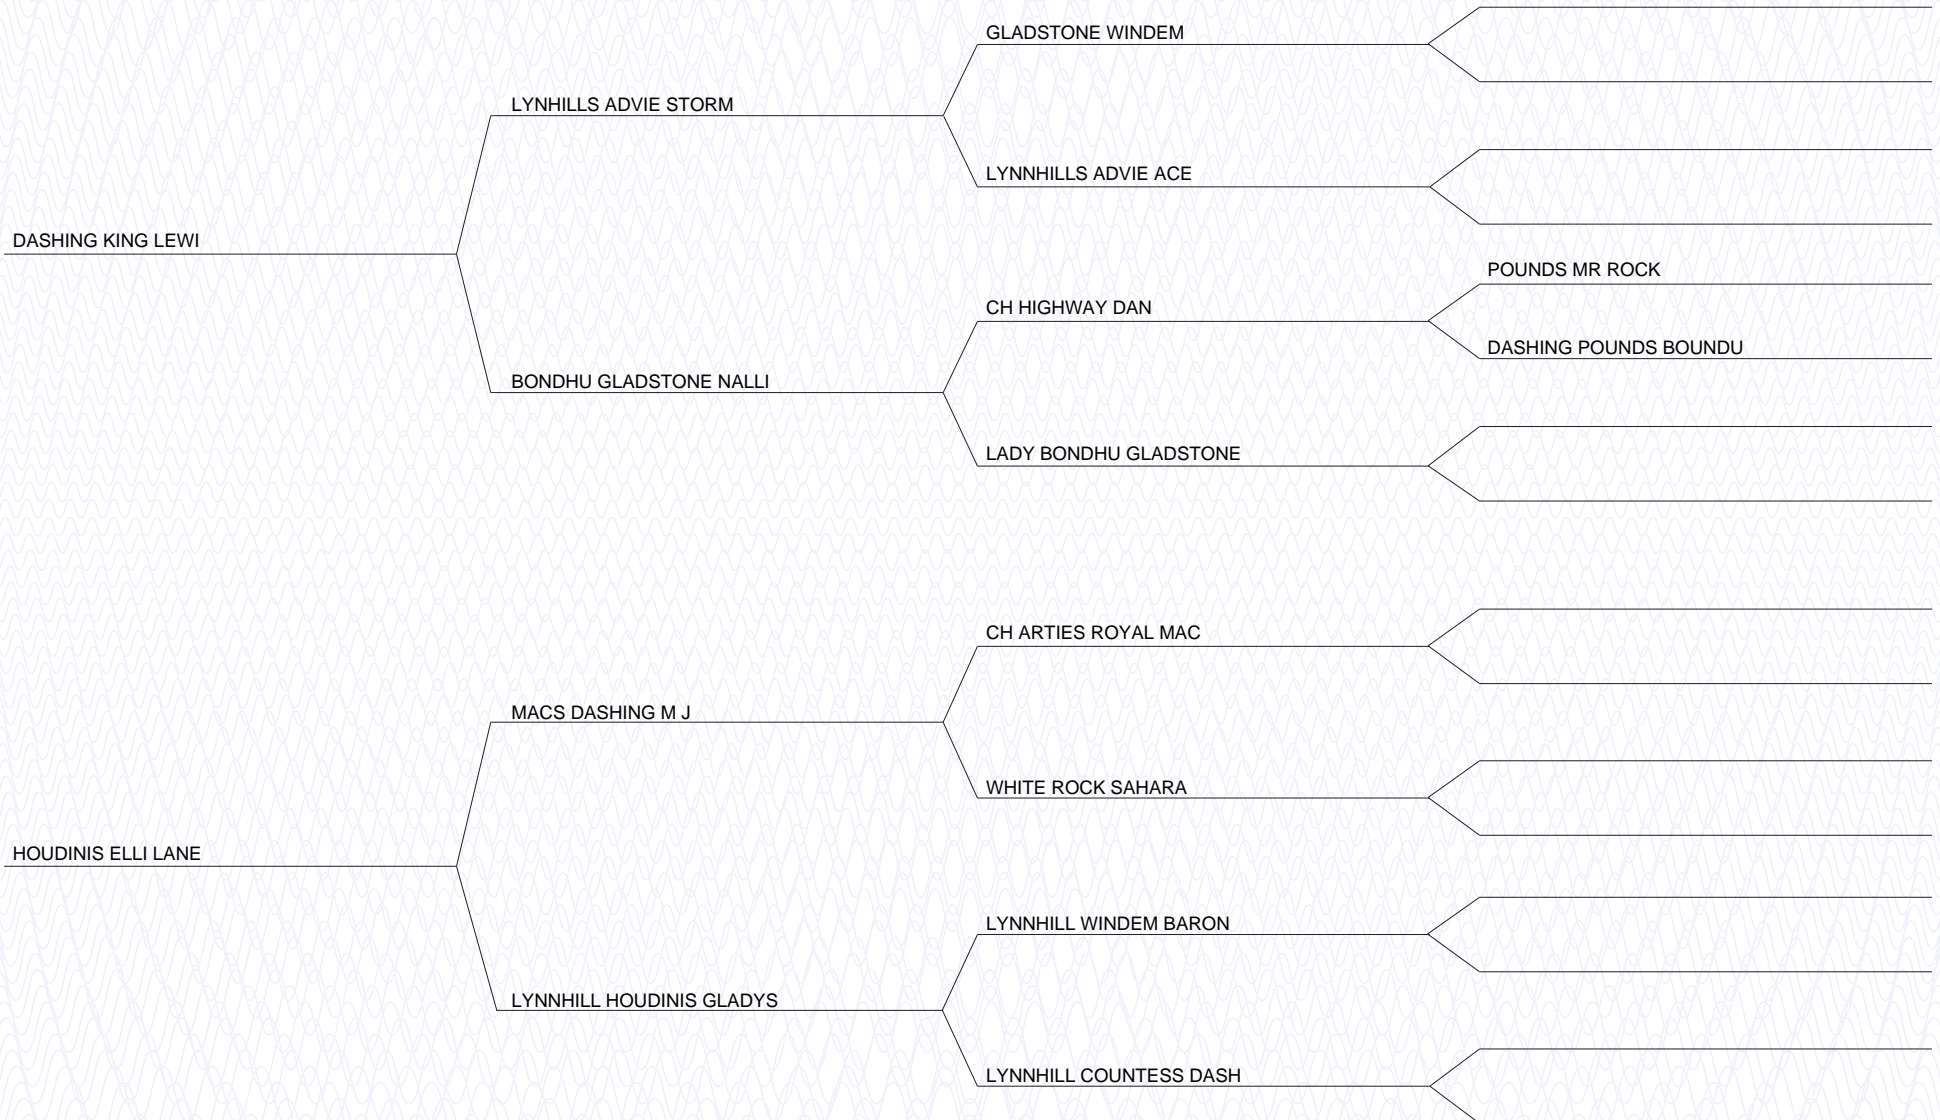 GLADSTONE WINDEM
LYNHILLS ADVIE STORM
LYNNHILLS ADVIE ACE
DASHING KING LEWI
POUNDS MR ROCK
CH HIGHWAY DAN
DASHING POUNDS BOUNDU
BONDHU GLADSTONE NALLI
LADY BONDHU GLADSTONE
CH ARTIES ROYAL MAC
MACS DASHING M J
WHITE ROCK SAHARA
HOUDINIS ELLI LANE
LYNNHILL WINDEM BARON
LYNNHILL HOUDINIS GLADYS
LYNNHILL COUNTESS DASH